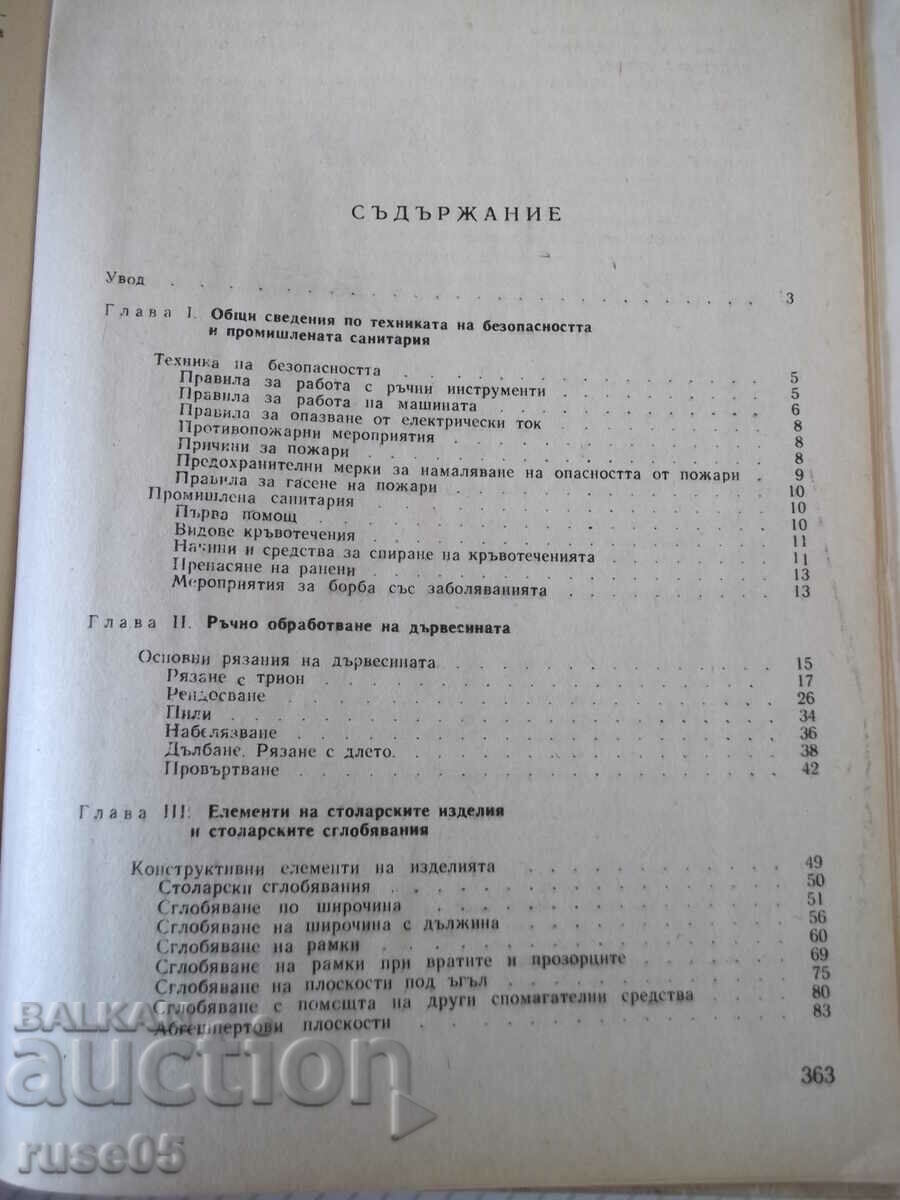 СЪДЪРЖАНИЕ
Увод . . . 3
Глава I. Общи сведения по техниката на безопасността
и промишлената санитария
Техника на безопасността . . . 5
Правила за работа с ръчни инструменти . . . 5
Правила за работа на машината . . . 6
Правила за опазване от електрически ток . . . 8
Противопожарни мероприятия . . . 8
Причини за пожари . . . 8
Предохранителни мерки за намаляване на опасността от пожари . 9
Правила за гасене на пожари . . . 10
Промишлена санитария . . . 10
Първа помощ . . . 10
Видове кръвотечения . . . 11
Начини и средства за спиране на кръвотеченията . . . 11
Пренасяне на ранени . . . 13
Мероприятия за борба със заболяванията . . . 13
Глава II. Ръчно обработване на дървесината
Основни рязания на дървесината . . . 15
Рязане с трион . . . 17
Рендосване . . . 26
Пили . . . 34
Набелязване . . . 36
Дълбане. Рязане с длето. . . . 38
Провъртване . . . 42
Глава III. Елементи на столарските изделия
и столарските сглобявания
Конструктивни елементи на изделията . . . 49
Столарски сглобявания . . . 50
Сглобяване по широчина . . . 51
Сглобяване на широчина с дължина . . . 56
Сглобяване на рамки . . . 60
Сглобяване на рамки при вратите и прозорците . . . 69
Сглобяване на плоскости под ъгъл . . . 75
Сглобяване с помощта на други спомагателни средства . . . 80
Абешпертови плоскости . . . 83
363
BALKAN
auction
ruse05